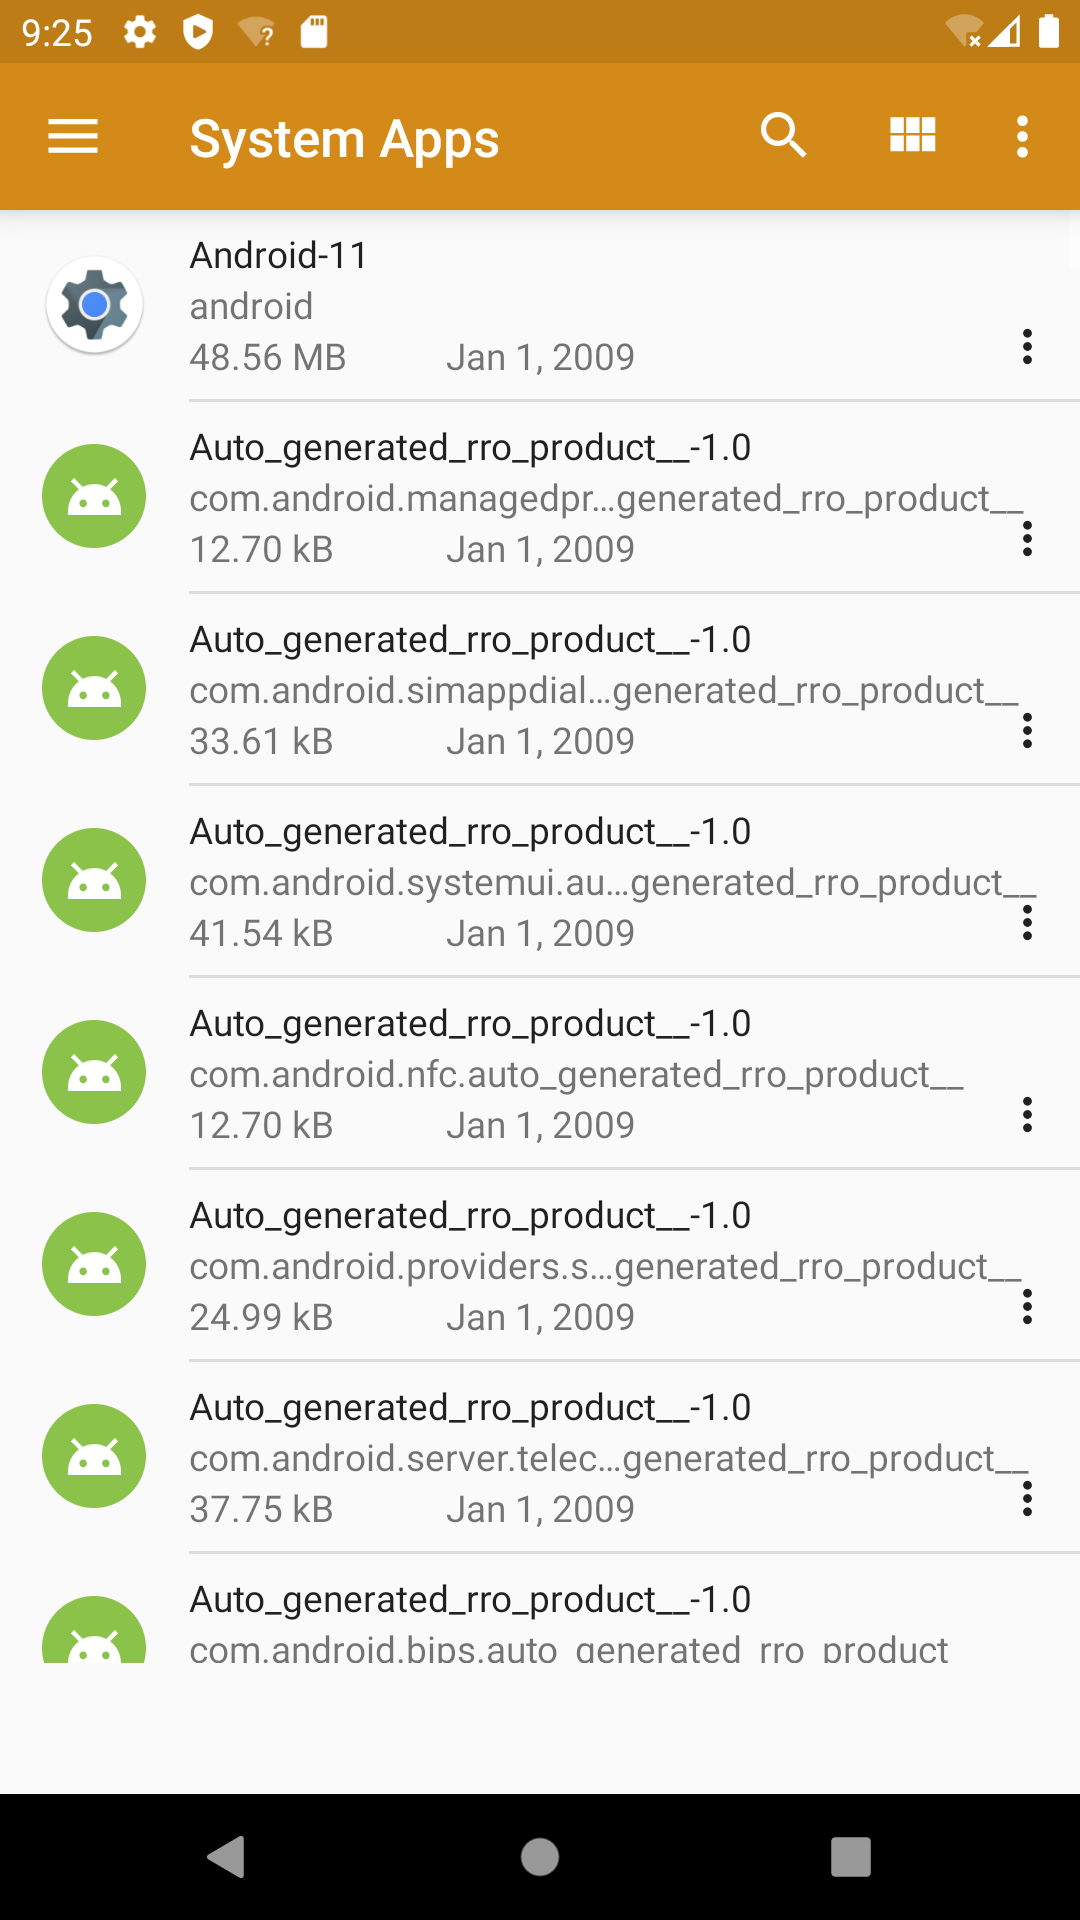 9:25
System Apps
Android-11
android
48.56 MB Jan 1, 2009
Auto_generated_rro_product__-1.0
com.android.managedpr...generated_rro_product__
12.70 kB Jan 1, 2009
Auto_generated_rro_product__-1.0
com.android.simappdial...generated_rro_product__
33.61 kB Jan 1, 2009
Auto_generated_rro_product__-1.0
com.android.systemui.au...generated_rro_product__
41.54 kB Jan 1, 2009
Auto_generated_rro_product__-1.0
com.android.nfc.auto_generated_rro_product__
12.70 kB Jan 1, 2009
Auto_generated_rro_product__-1.0
com.android.providers.s...generated_rro_product__
24.99 kB Jan 1, 2009
Auto_generated_rro_product__-1.0
com.android.server.telec...generated_rro_product__
37.75 kB Jan 1, 2009
Auto_generated_rro_product__-1.0
com.android.bips.auto_generated_rro_product